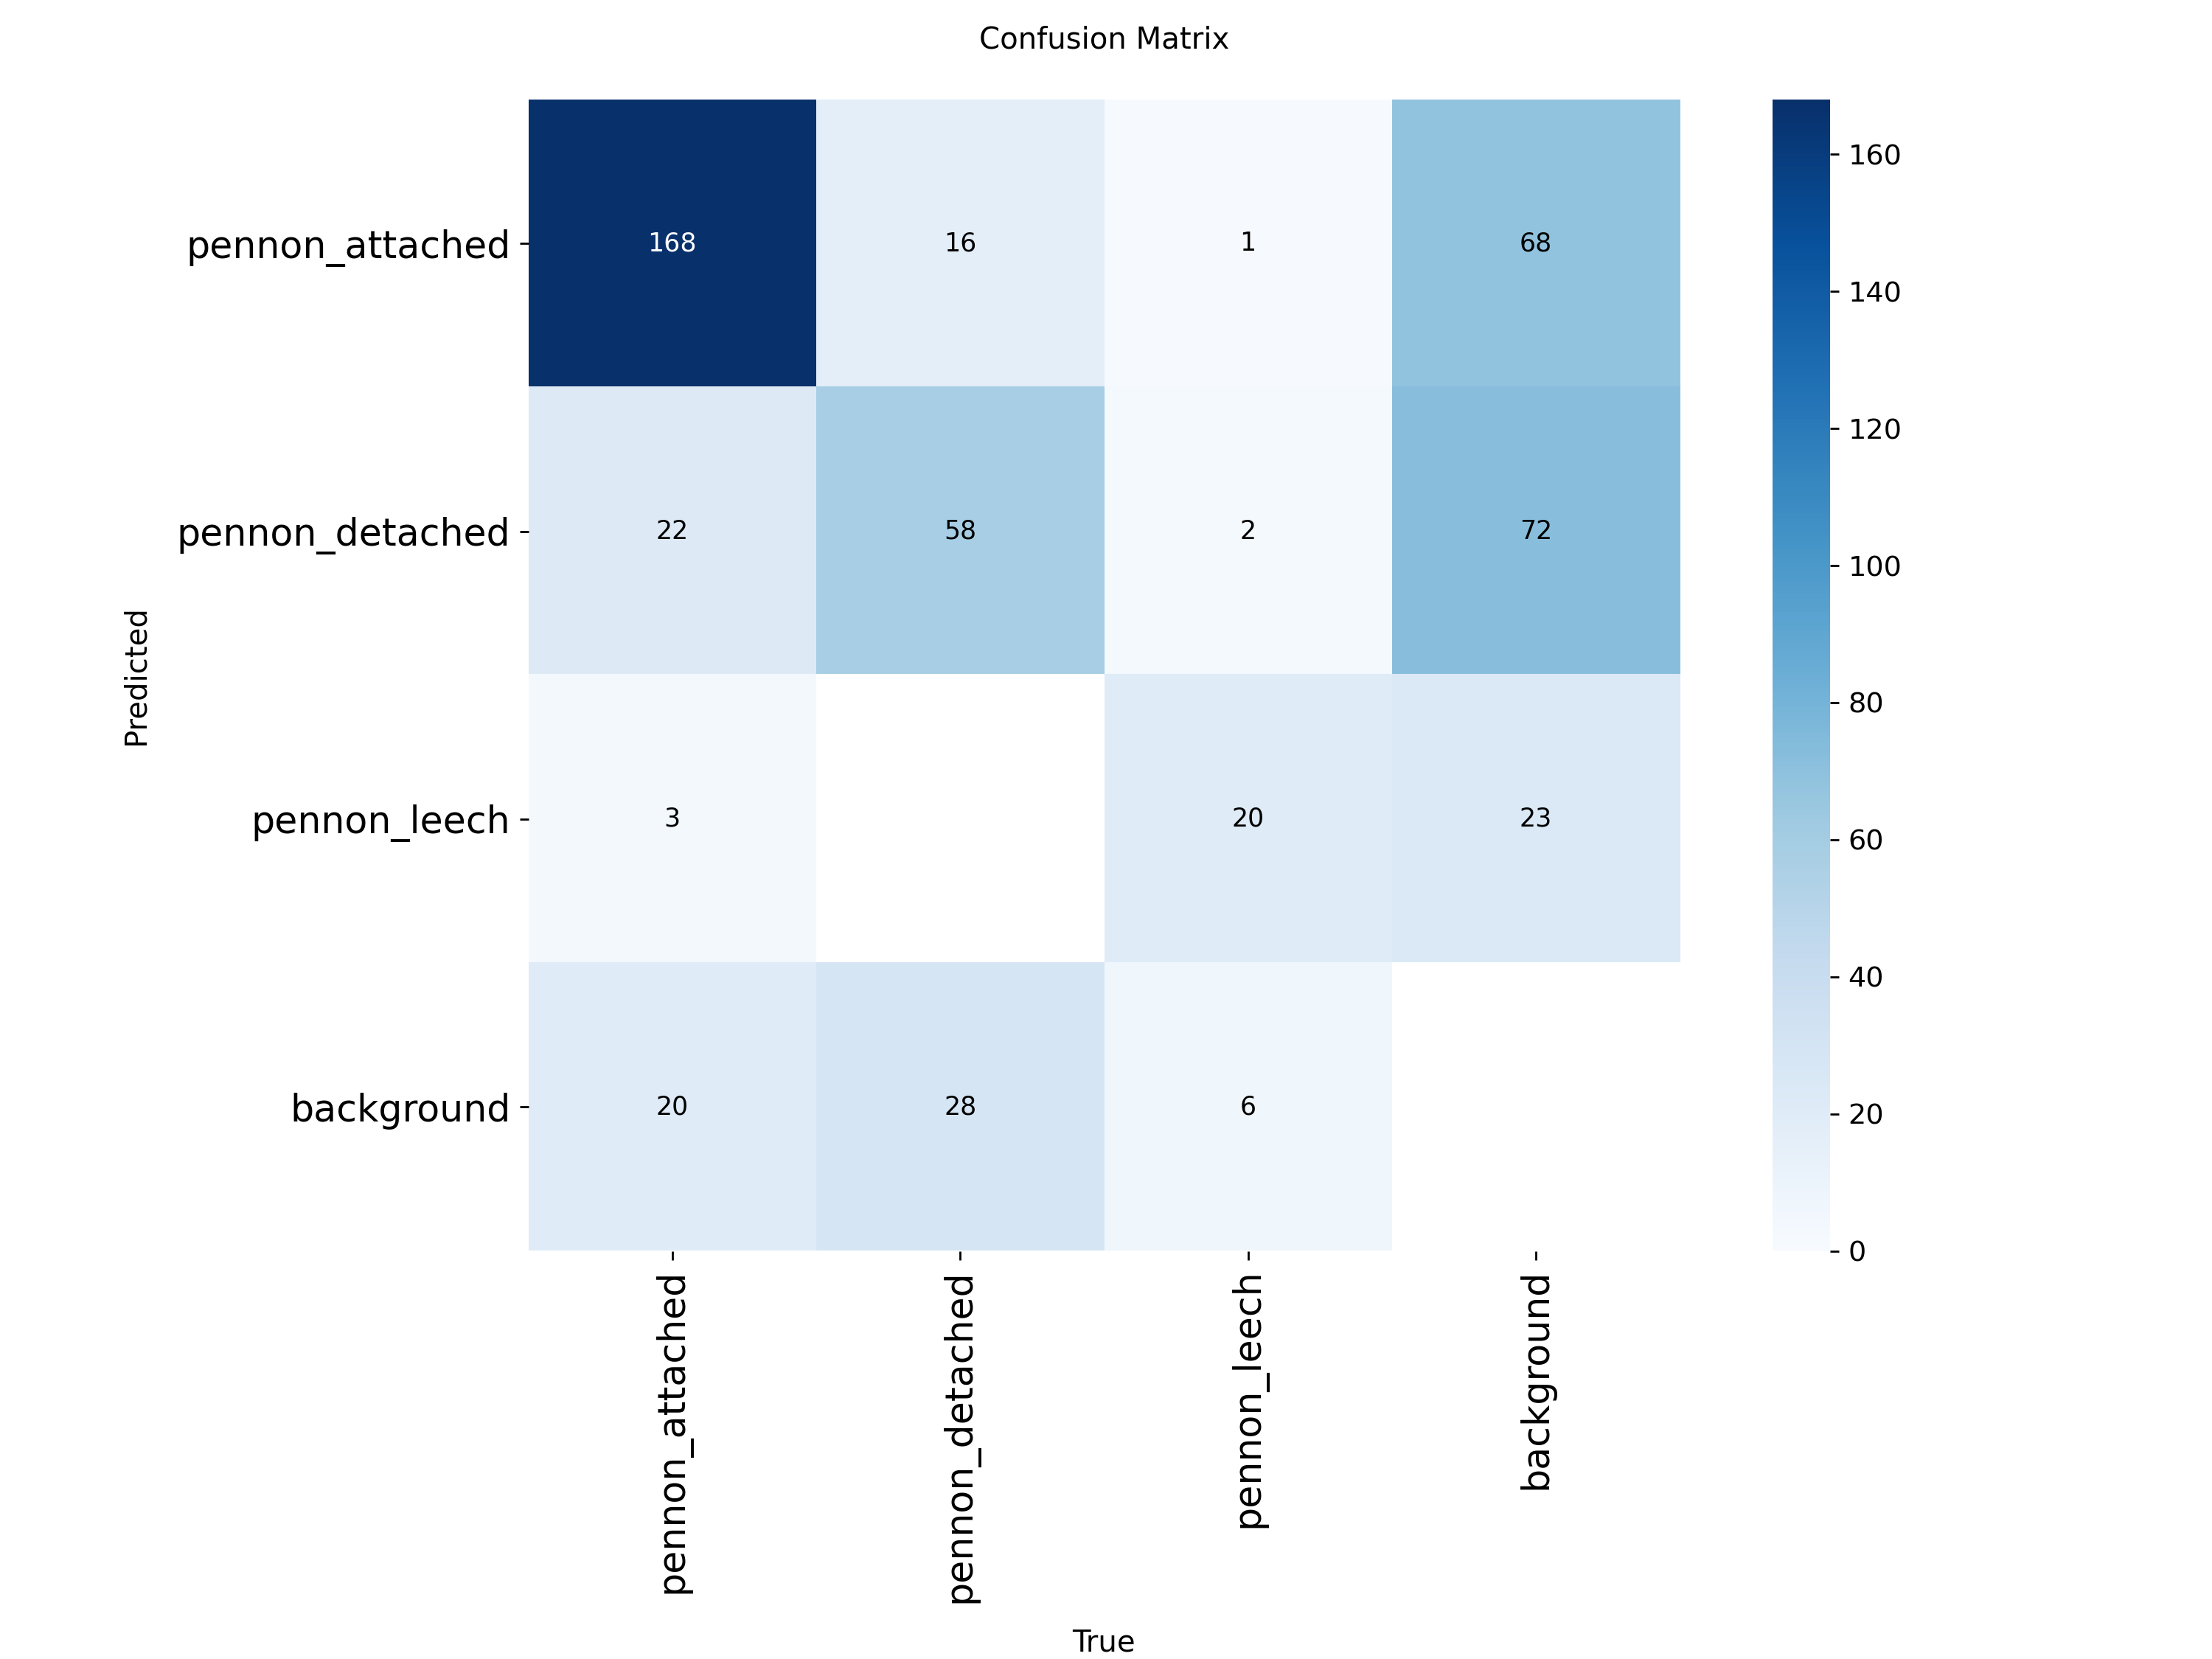 Confusion Matrix
pennon_attached
168
16
1
68
pennon_detached
22
58
2
72
pennon_leech
3
20
23
background
20
28
6
Predicted
pennon_attached
pennon_detached
pennon_leech
background
True
160
140
120
100
80
60
40
20
0